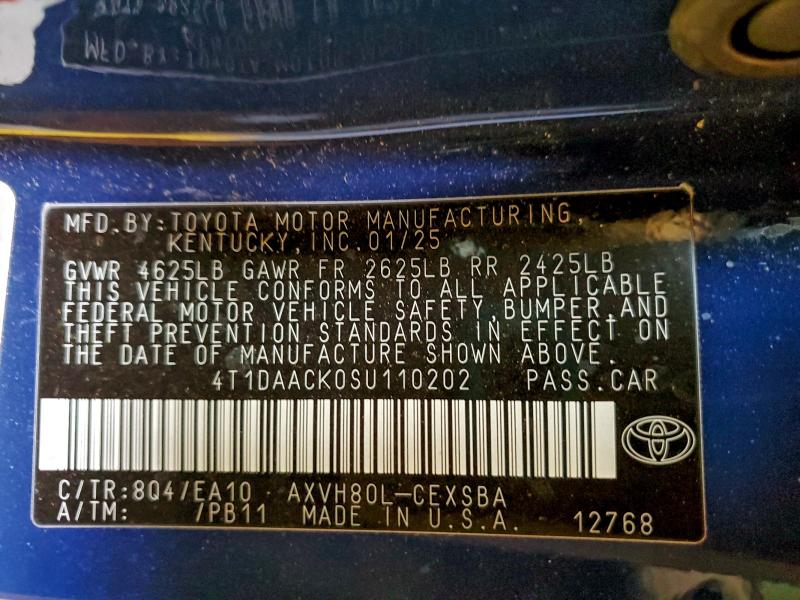 MFD.BY:TOYOTA MOTOR MANUFACTURING,
KENTUCKY, INC. 01/25
GVWR 4625LB GAWR FR 2625LB RR 2425LB
THIS VEHICLE CONFORMS TO ALL APPLICABLE
FEDERAL MOTOR VEHICLE SAFETY, BUMPER, AND
THEFT PREVENTION STANDARDS IN EFFECT ON
THE DATE OF MANUFACTURE SHOWN ABOVE.
4T1DAACK0SU110202 PASS.CAR
C/TR:8Q4/EA10 AXVH80L-CEXSBA
A/TM: /PB11 MADE IN U.S.A. 12768